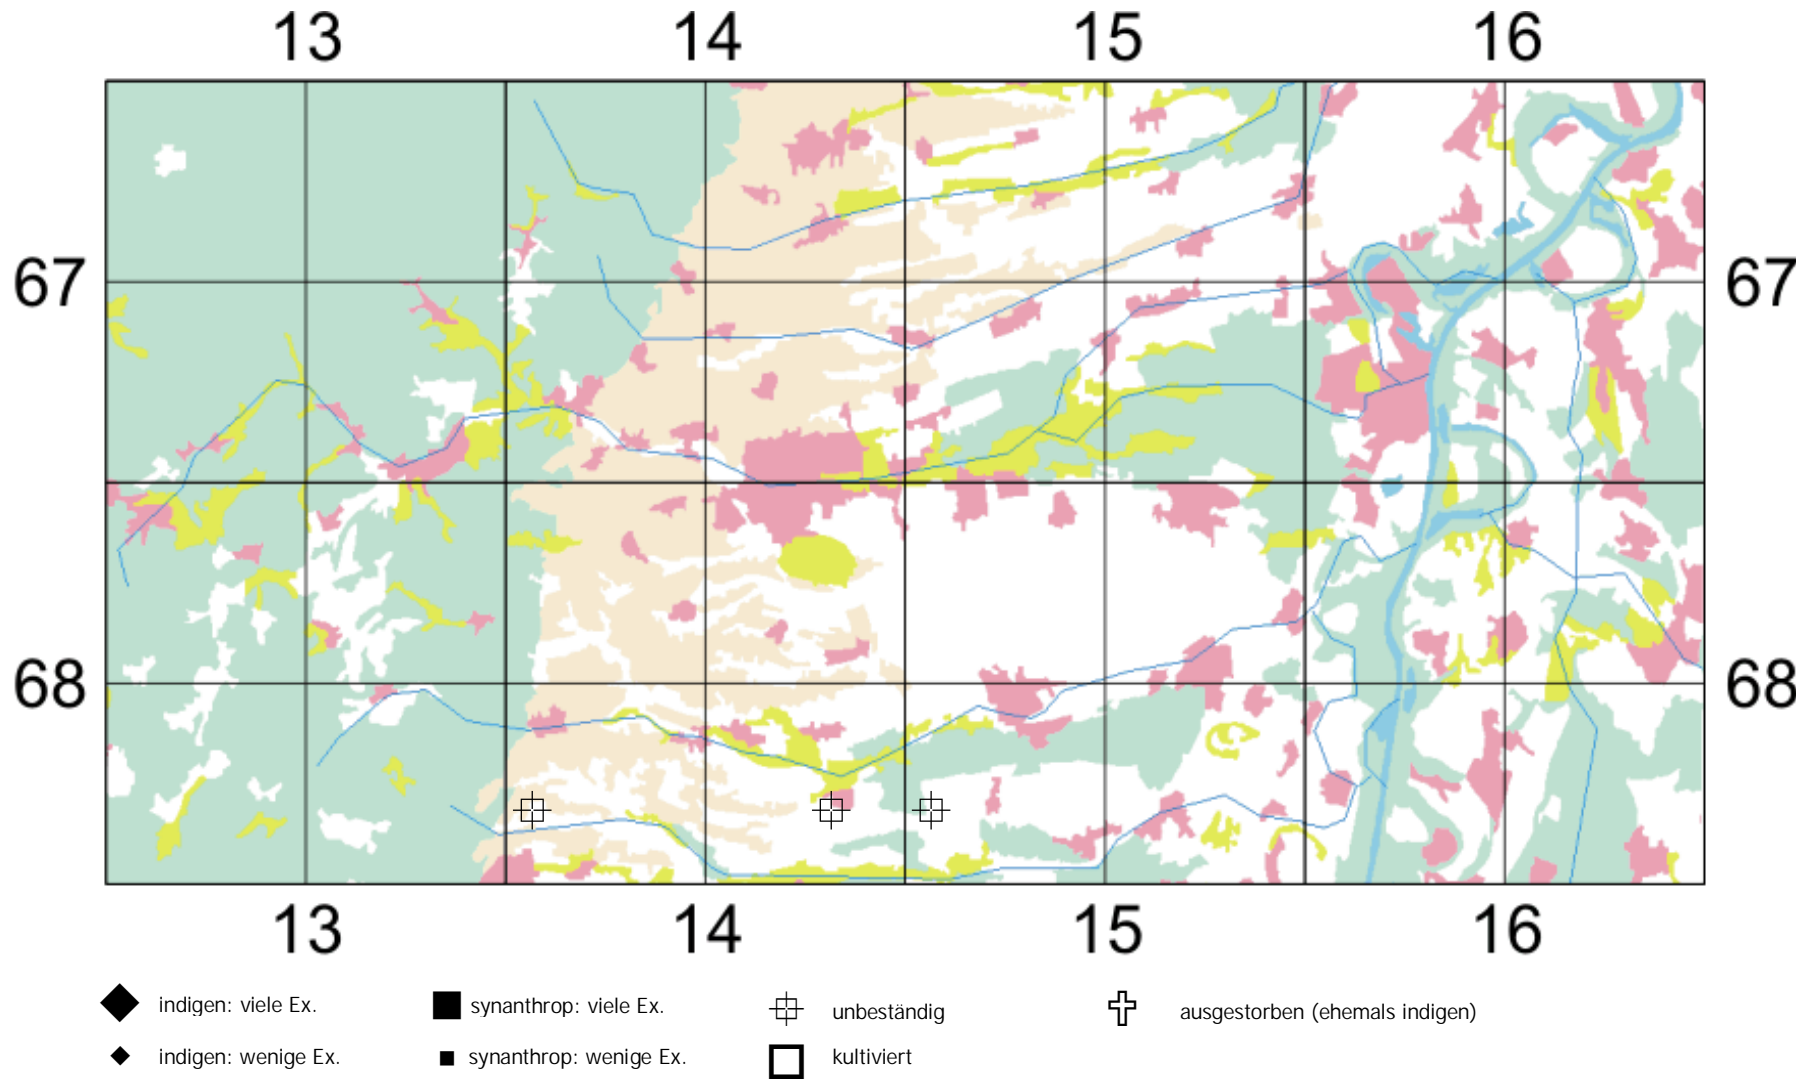 13 14 15 16
67 67
68 68
13 14 15 16
indigen: viele Ex. synanthrop: viele Ex. unbeständig ausgestorben (ehemals indigen)
indigen: wenige Ex. synanthrop: wenige Ex. kultiviert